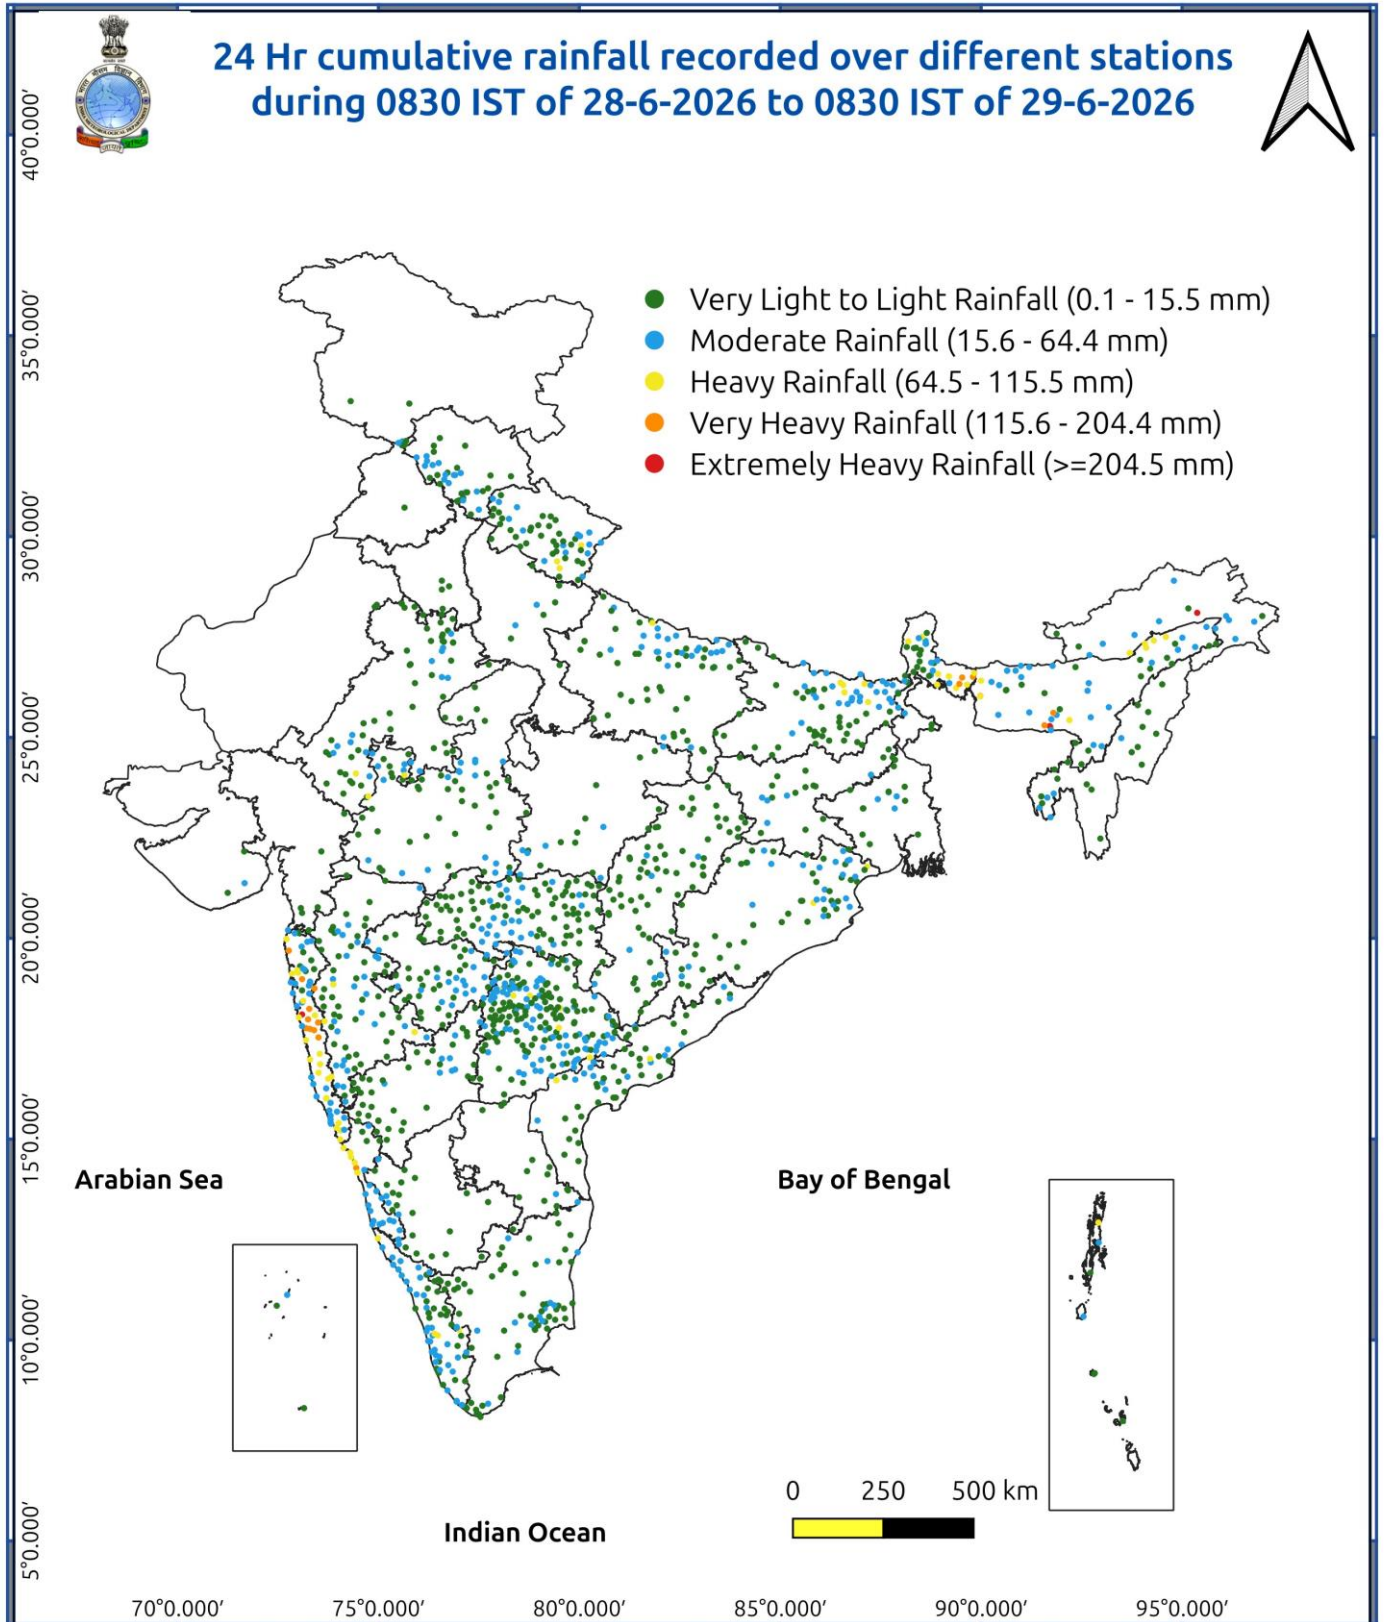 24 Hr cumulative rainfall recorded over different stations
during 0830 IST of 28-6-2026 to 0830 IST of 29-6-2026
Very Light to Light Rainfall (0.1 - 15.5 mm)
Moderate Rainfall (15.6 - 64.4 mm)
Heavy Rainfall (64.5 - 115.5 mm)
Very Heavy Rainfall (115.6 - 204.4 mm)
Extremely Heavy Rainfall (>=204.5 mm)
40°0.000′
35°0.000′
30°0.000′
25°0.000′
20°0.000′
15°0.000′
10°0.000′
5°0.000′
Arabian Sea
Bay of Bengal
Indian Ocean
0 250 500 km
70°0.000′ 75°0.000′ 80°0.000′ 85°0.000′ 90°0.000′ 95°0.000′